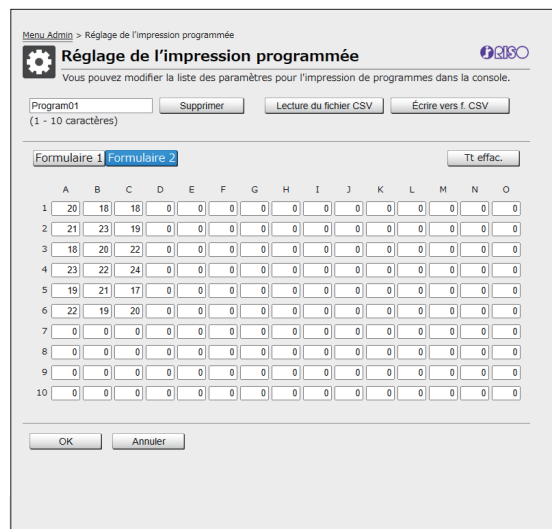 Menu Admin > Réglage de l'impression programmée
Réglage de l'impression programmée
RISO
Vous pouvez modifier la liste des paramètres pour l'impression de programmes dans la console.
Program01 Supprimer Lecture du fichier CSV Écrire vers f. CSV
(1 - 10 caractères)
Formulaire 1 Formulaire 2 Tt effac.
A B C D E F G H I J K L M N O
1 20 18 18 0 0 0 0 0 0 0 0 0 0 0 0
2 21 23 19 0 0 0 0 0 0 0 0 0 0 0 0
3 18 20 22 0 0 0 0 0 0 0 0 0 0 0 0
4 23 22 24 0 0 0 0 0 0 0 0 0 0 0 0
5 19 21 17 0 0 0 0 0 0 0 0 0 0 0 0
6 22 19 20 0 0 0 0 0 0 0 0 0 0 0 0
7 0 0 0 0 0 0 0 0 0 0 0 0 0 0 0
8 0 0 0 0 0 0 0 0 0 0 0 0 0 0 0
9 0 0 0 0 0 0 0 0 0 0 0 0 0 0 0
10 0 0 0 0 0 0 0 0 0 0 0 0 0 0 0
OK Annuler